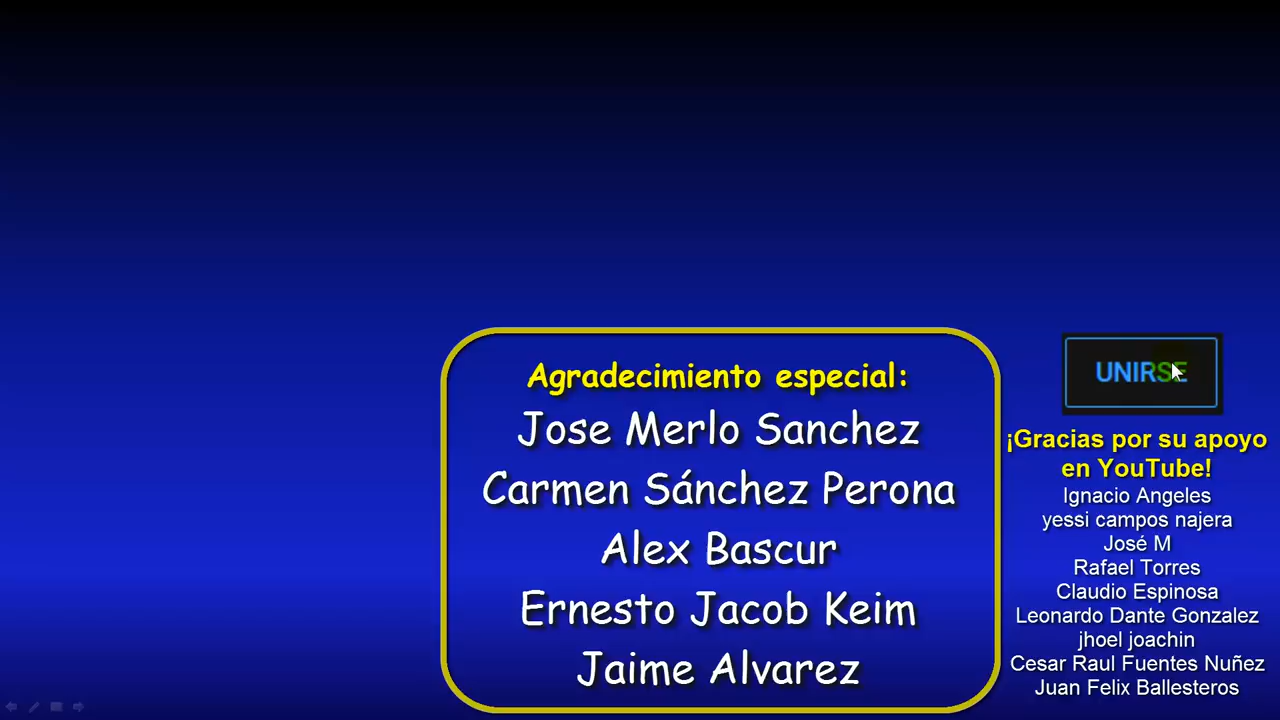 Agradecimiento especial:
Jose Merlo Sanchez
Carmen Sánchez Perona
Alex Bascur
Ernesto Jacob Keim
Jaime Alvarez
UNIRSE
¡Gracias por su apoyo
en YouTube!
Ignacio Angeles
yessi campos najera
José M
Rafael Torres
Claudio Espinosa
Leonardo Dante Gonzalez
jhoel joachin
Cesar Raul Fuentes Nuñez
Juan Felix Ballesteros